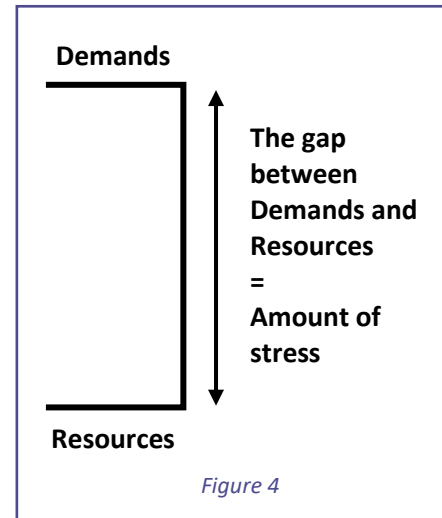 Demands
The gap
between
Demands and
Resources
=
Amount of
stress
Resources
Figure 4